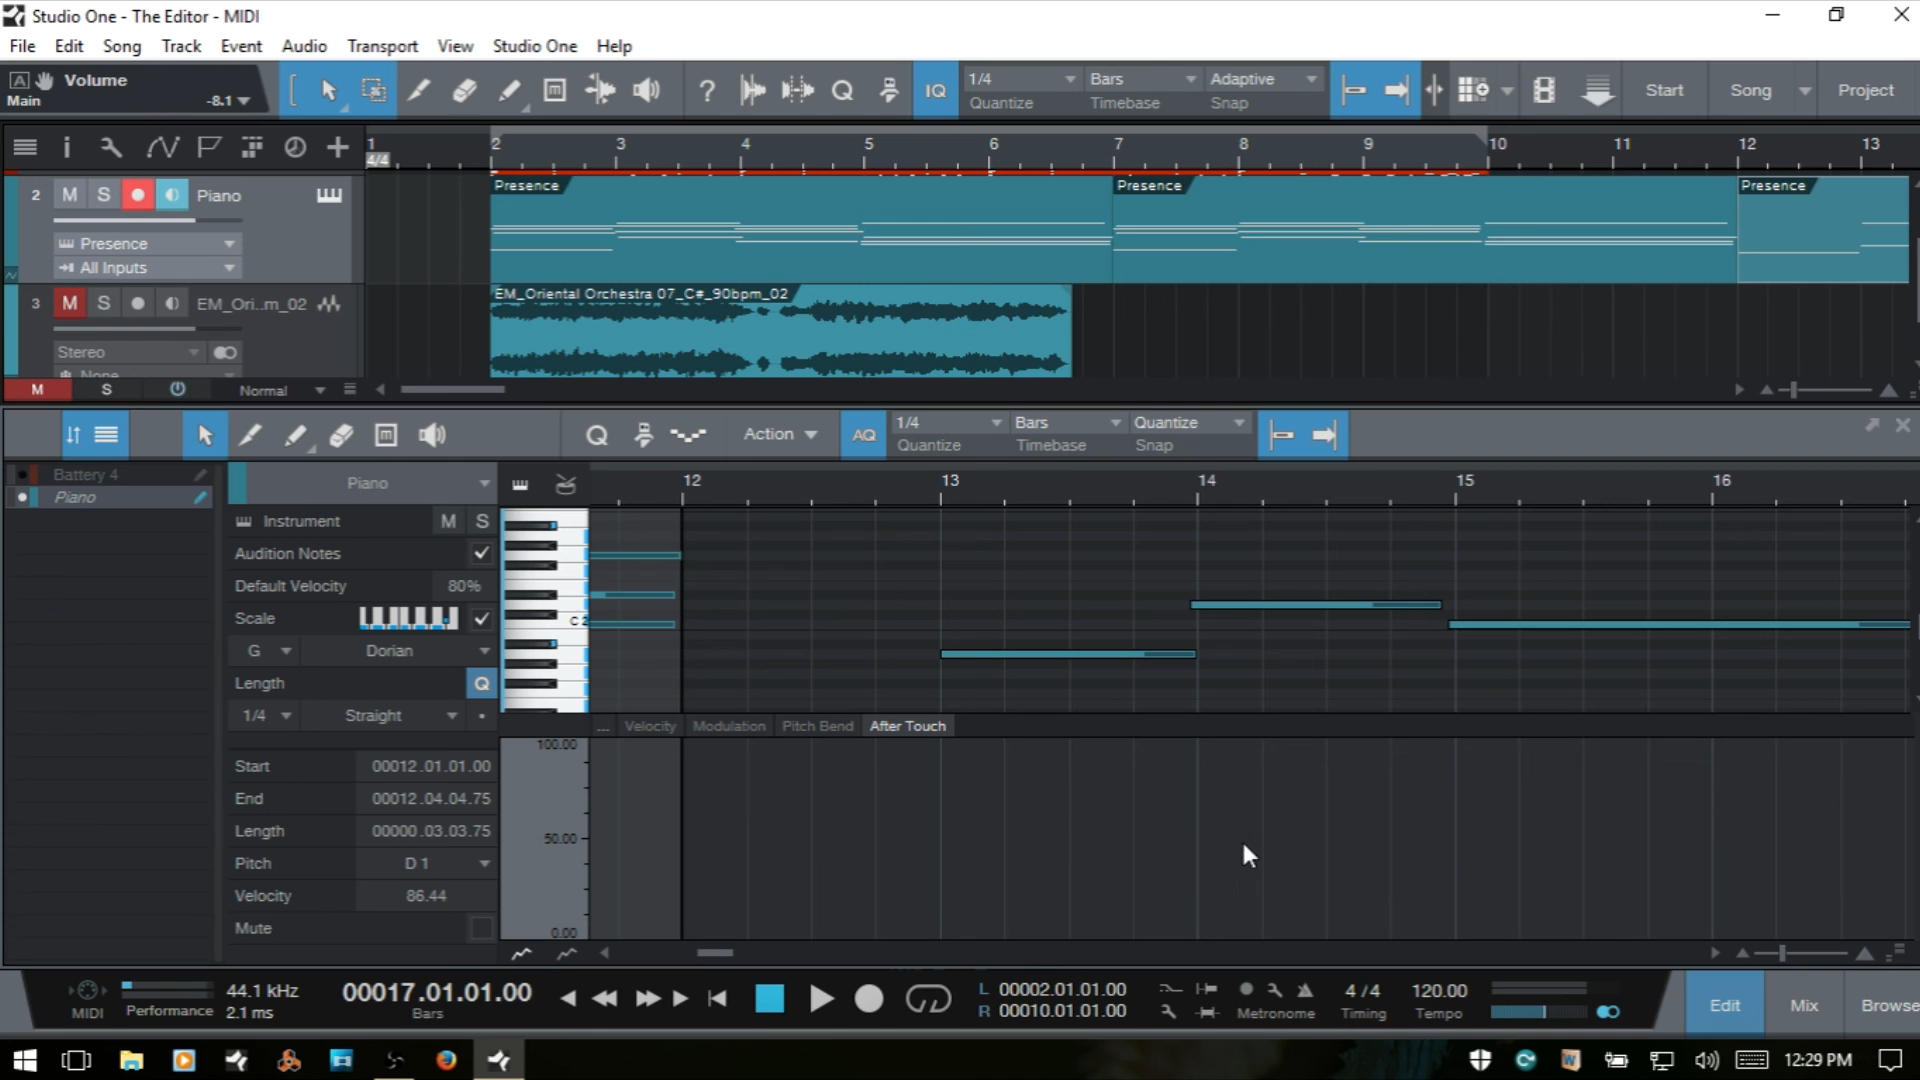 Studio One - The Editor - MIDI
File Edit Song Track Event Audio Transport View Studio One Help
A Volume
Main -8.1
? Q IQ
1/4 Bars Adaptive
Quantize Timebase Snap
Start Song Project
1 2 3 4 5 6 7 8 9 10 11 12 13
4/4
2 M S Piano
Presence
All Inputs
Presence Presence Presence
3 M S EM_Ori..m_02
Stereo
None
EM_Oriental Orchestra 07_C#_90bpm_02
M S Normal
Q Action AQ
1/4 Bars Quantize
Quantize Timebase Snap
Battery 4
Piano
Piano
Instrument M S
Audition Notes
Default Velocity 80%
Scale
G Dorian
Length Q
1/4 Straight
Start 00012.01.01.00
End 00012.04.04.75
Length 00000.03.03.75
Pitch D 1
Velocity 86.44
Mute
12 13 14 15 16
C 2
... Velocity Modulation Pitch Bend After Touch
100.00
50.00
0.00
MIDI
Performance
44.1 kHz
2.1 ms
00017.01.01.00
Bars
L 00002.01.01.00
R 00010.01.01.00
Metronome
4 / 4
Timing
120.00
Tempo
Edit Mix Browse
12:29 PM